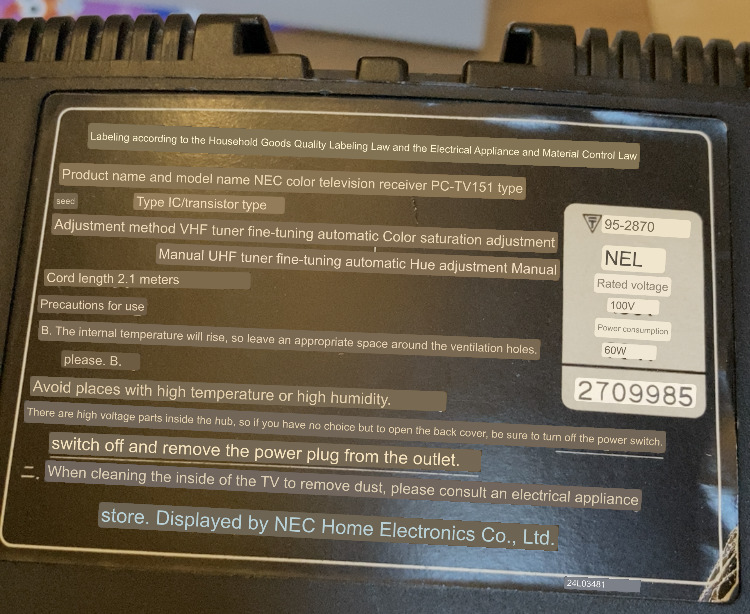 Labeling according to the Household Goods Quality Labeling Law and the Electrical Appliance and Material Control Law
Product name and model name NEC color television receiver PC-TV151 type
seed
Type IC/transistor type
Adjustment method VHF tuner fine-tuning automatic Color saturation adjustment
Manual UHF tuner fine-tuning automatic Hue adjustment Manual
Cord length 2.1 meters
Precautions for use
B. The internal temperature will rise, so leave an appropriate space around the ventilation holes.
please. B.
Avoid places with high temperature or high humidity.
There are high voltage parts inside the hub, so if you have no choice but to open the back cover, be sure to turn off the power switch.
switch off and remove the power plug from the outlet.
二. When cleaning the inside of the TV to remove dust, please consult an electrical appliance
store. Displayed by NEC Home Electronics Co., Ltd.
95-2870
NEL
Rated voltage
100V
Power consumption
60W
2709985
24L03481